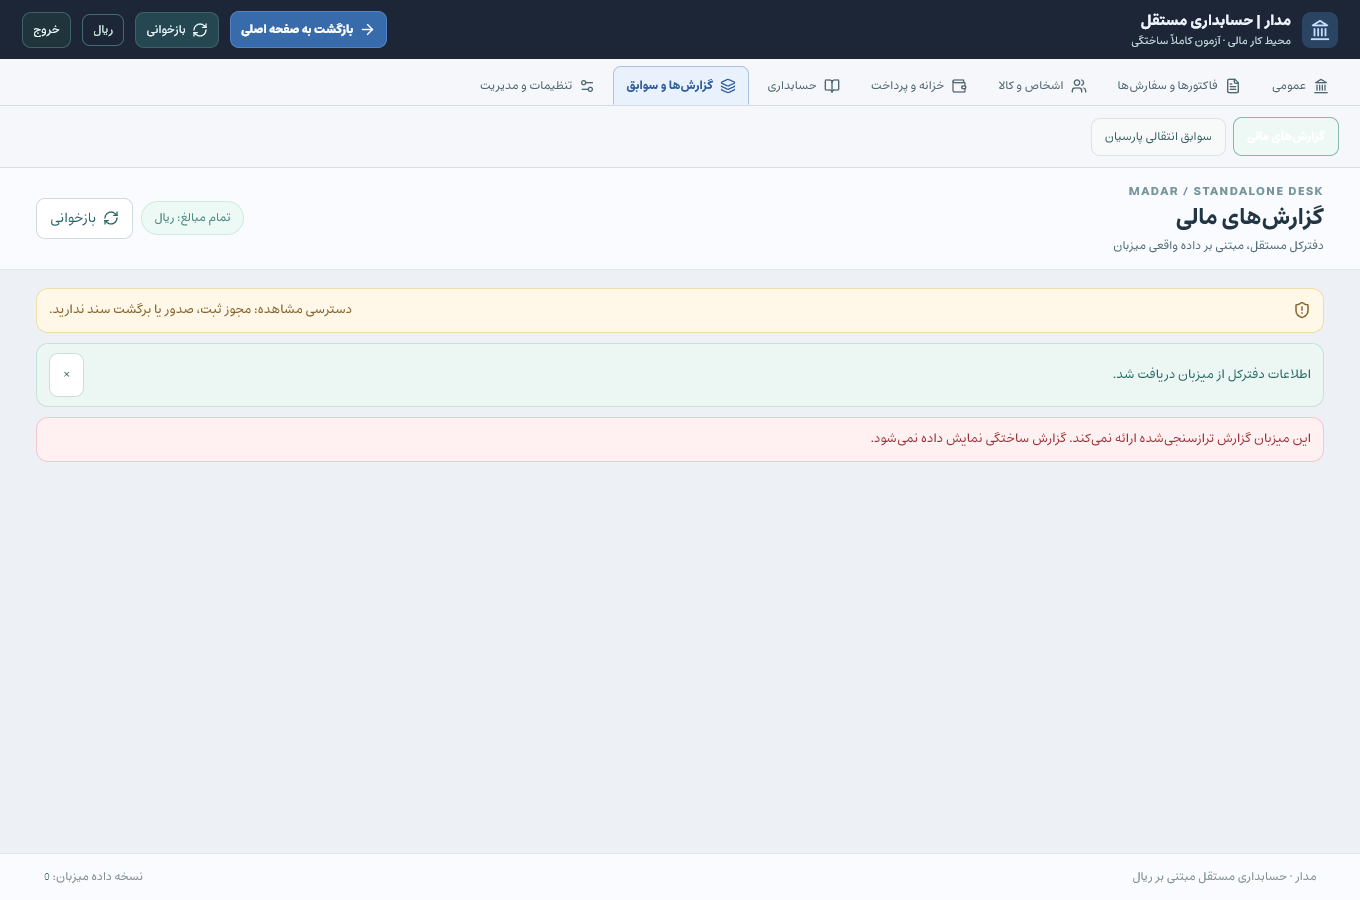 مدار | حسابداری مستقل
محیط کار مالی · آزمون کاملاً ساختگی
بازگشت به صفحه اصلی
بازخوانی
ریال
خروج
عمومی
فاکتورها و سفارش‌ها
اشخاص و کالا
خزانه و پرداخت
حسابداری
گزارش‌ها و سوابق
تنظیمات و مدیریت
گزارش‌های مالی
سوابق انتقالی پارسیان
MADAR / STANDALONE DESK
گزارش‌های مالی
دفترکل مستقل، مبتنی بر داده واقعی میزبان
تمام مبالغ: ریال
بازخوانی
دسترسی مشاهده: مجوز ثبت، صدور یا برگشت سند ندارید.
اطلاعات دفترکل از میزبان دریافت شد.
×
این میزبان گزارش ترازسنجی‌شده ارائه نمی‌کند. گزارش ساختگی نمایش داده نمی‌شود.
مدار · حسابداری مستقل مبتنی بر ریال
نسخه داده میزبان: 0